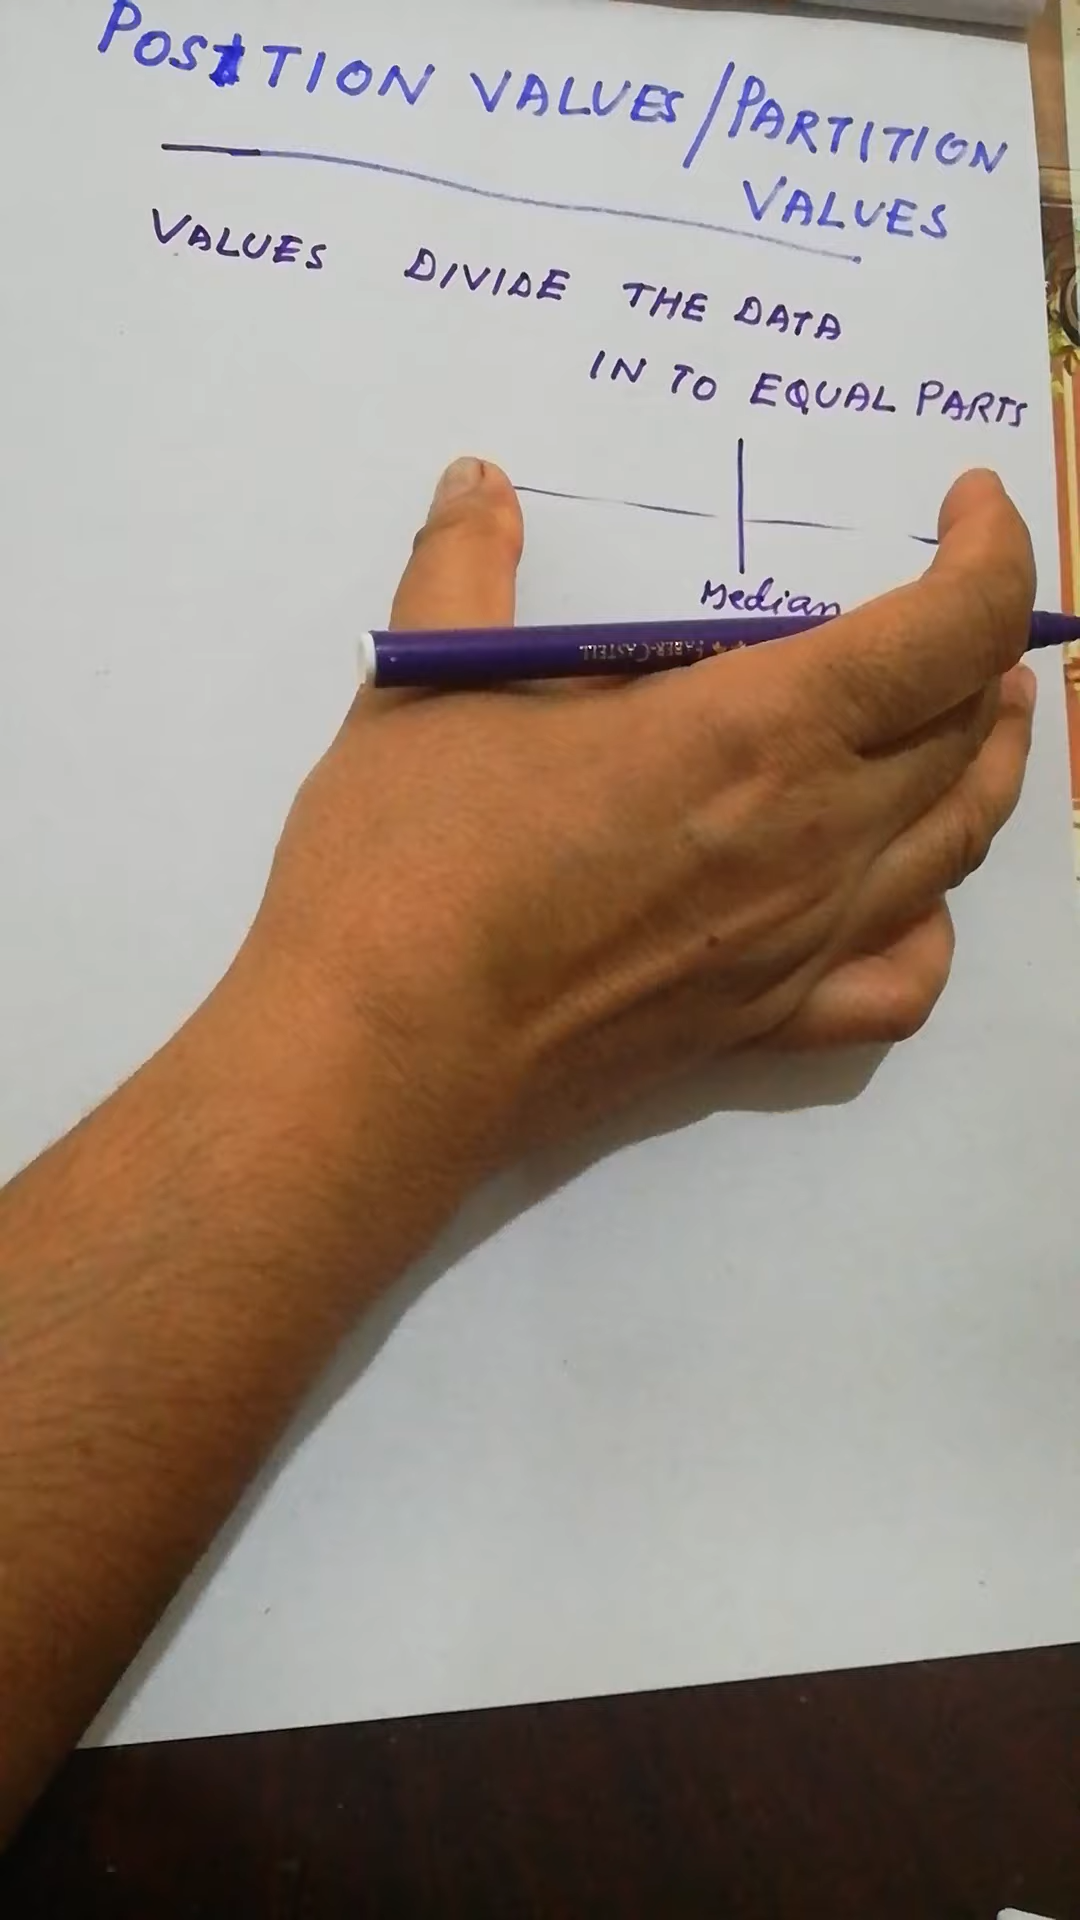 POSITION VALUES/PARTITION
VALUES
VALUES DIVIDE THE DATA
IN TO EQUAL PARTS
Median
FABER-CASTELL